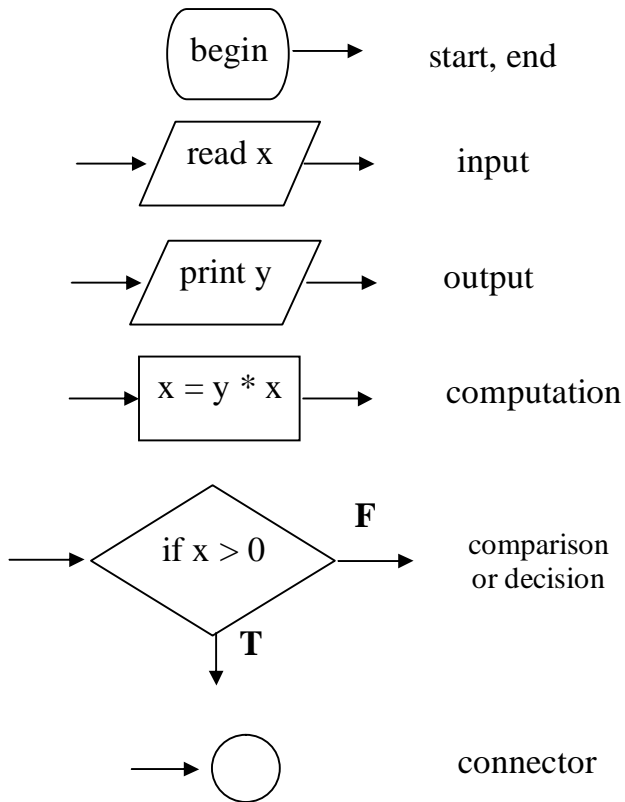 begin start, end
read x input
print y output
x = y * x computation
F
if x > 0 comparison
or decision
T
connector